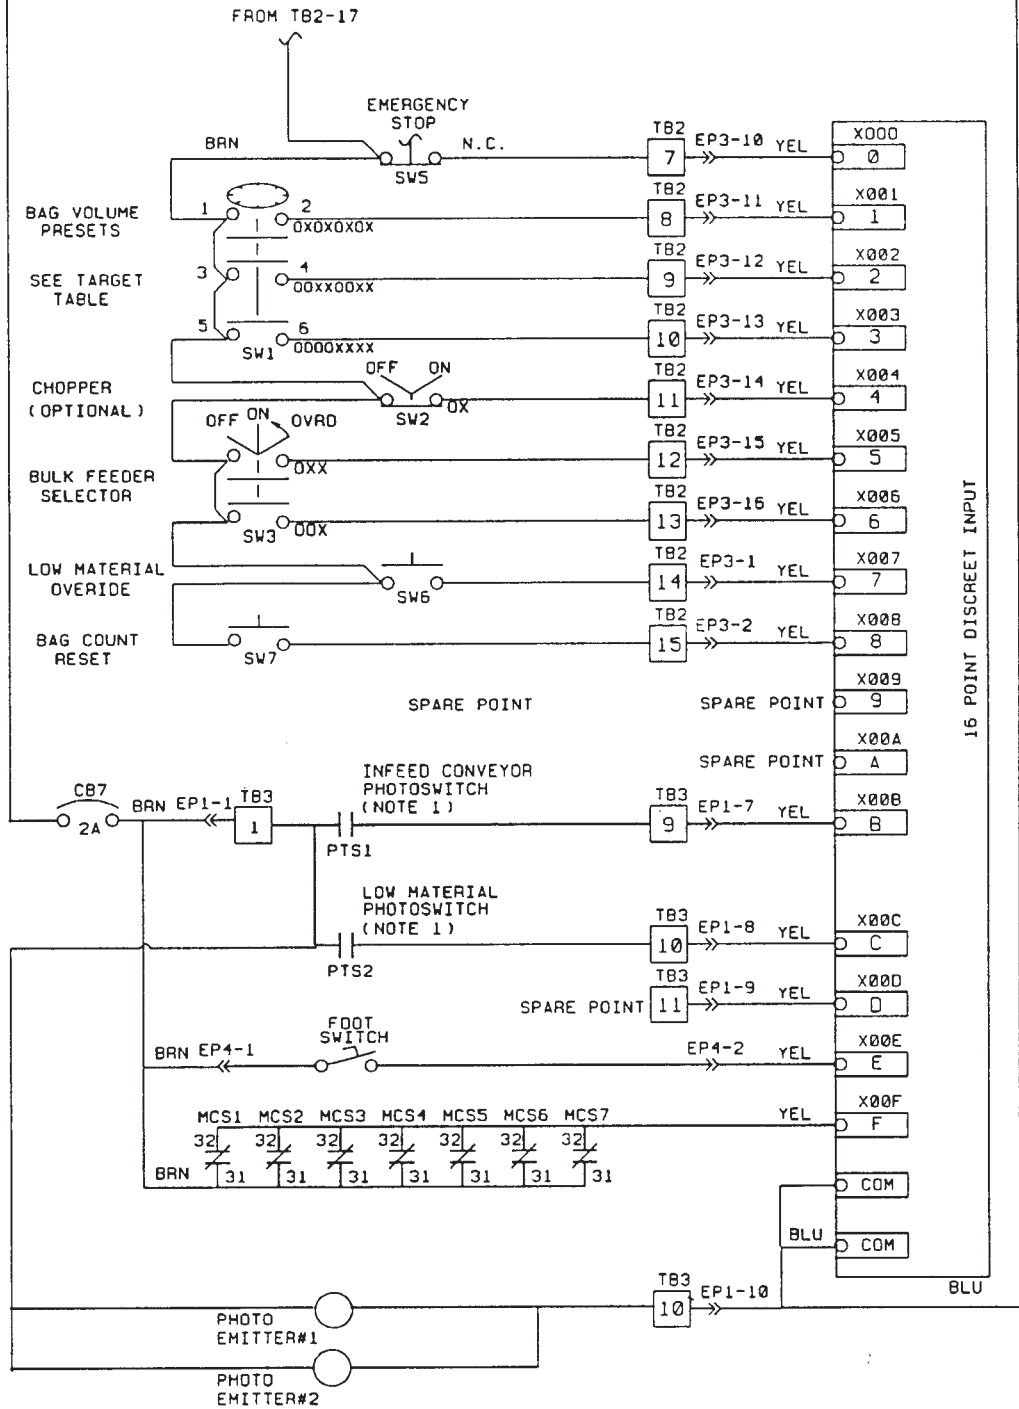 FROM TB2-17
EMERGENCY
STOP
BRN
N.C.
SW5
TB2
7
EP3-10
YEL
X000
0
BAG VOLUME
PRESETS
1
2
0X0X0X0X
TB2
8
EP3-11
YEL
X001
1
SEE TARGET
TABLE
3
4
00XX00XX
TB2
9
EP3-12
YEL
X002
2
5
6
SW1
0000XXXX
TB2
10
EP3-13
YEL
X003
3
CHOPPER
(OPTIONAL)
OFF
ON
SW2
0X
TB2
11
EP3-14
YEL
X004
4
BULK FEEDER
SELECTOR
OFF
ON
OVRD
0XX
TB2
12
EP3-15
YEL
X005
5
SW3
00X
TB2
13
EP3-16
YEL
X006
6
LOW MATERIAL
OVERIDE
SW6
TB2
14
EP3-1
YEL
X007
7
BAG COUNT
RESET
SW7
TB2
15
EP3-2
YEL
X008
8
16 POINT DISCREET INPUT
SPARE POINT
SPARE POINT
X009
9
SPARE POINT
X00A
A
CB7
2A
BRN
EP1-1
TB3
1
INFEED CONVEYOR
PHOTOSWITCH
(NOTE 1)
PTS1
TB3
9
EP1-7
YEL
X00B
B
LOW MATERIAL
PHOTOSWITCH
(NOTE 1)
PTS2
TB3
10
EP1-8
YEL
X00C
C
SPARE POINT
TB3
11
EP1-9
YEL
X00D
D
BRN
EP4-1
FOOT
SWITCH
EP4-2
YEL
X00E
E
MCS1 MCS2 MCS3 MCS4 MCS5 MCS6 MCS7
YEL
X00F
F
32 32 32 32 32 32 32
BRN
31 31 31 31 31 31 31
COM
BLU
COM
BLU
TB3
10
EP1-10
PHOTO
EMITTER#1
PHOTO
EMITTER#2